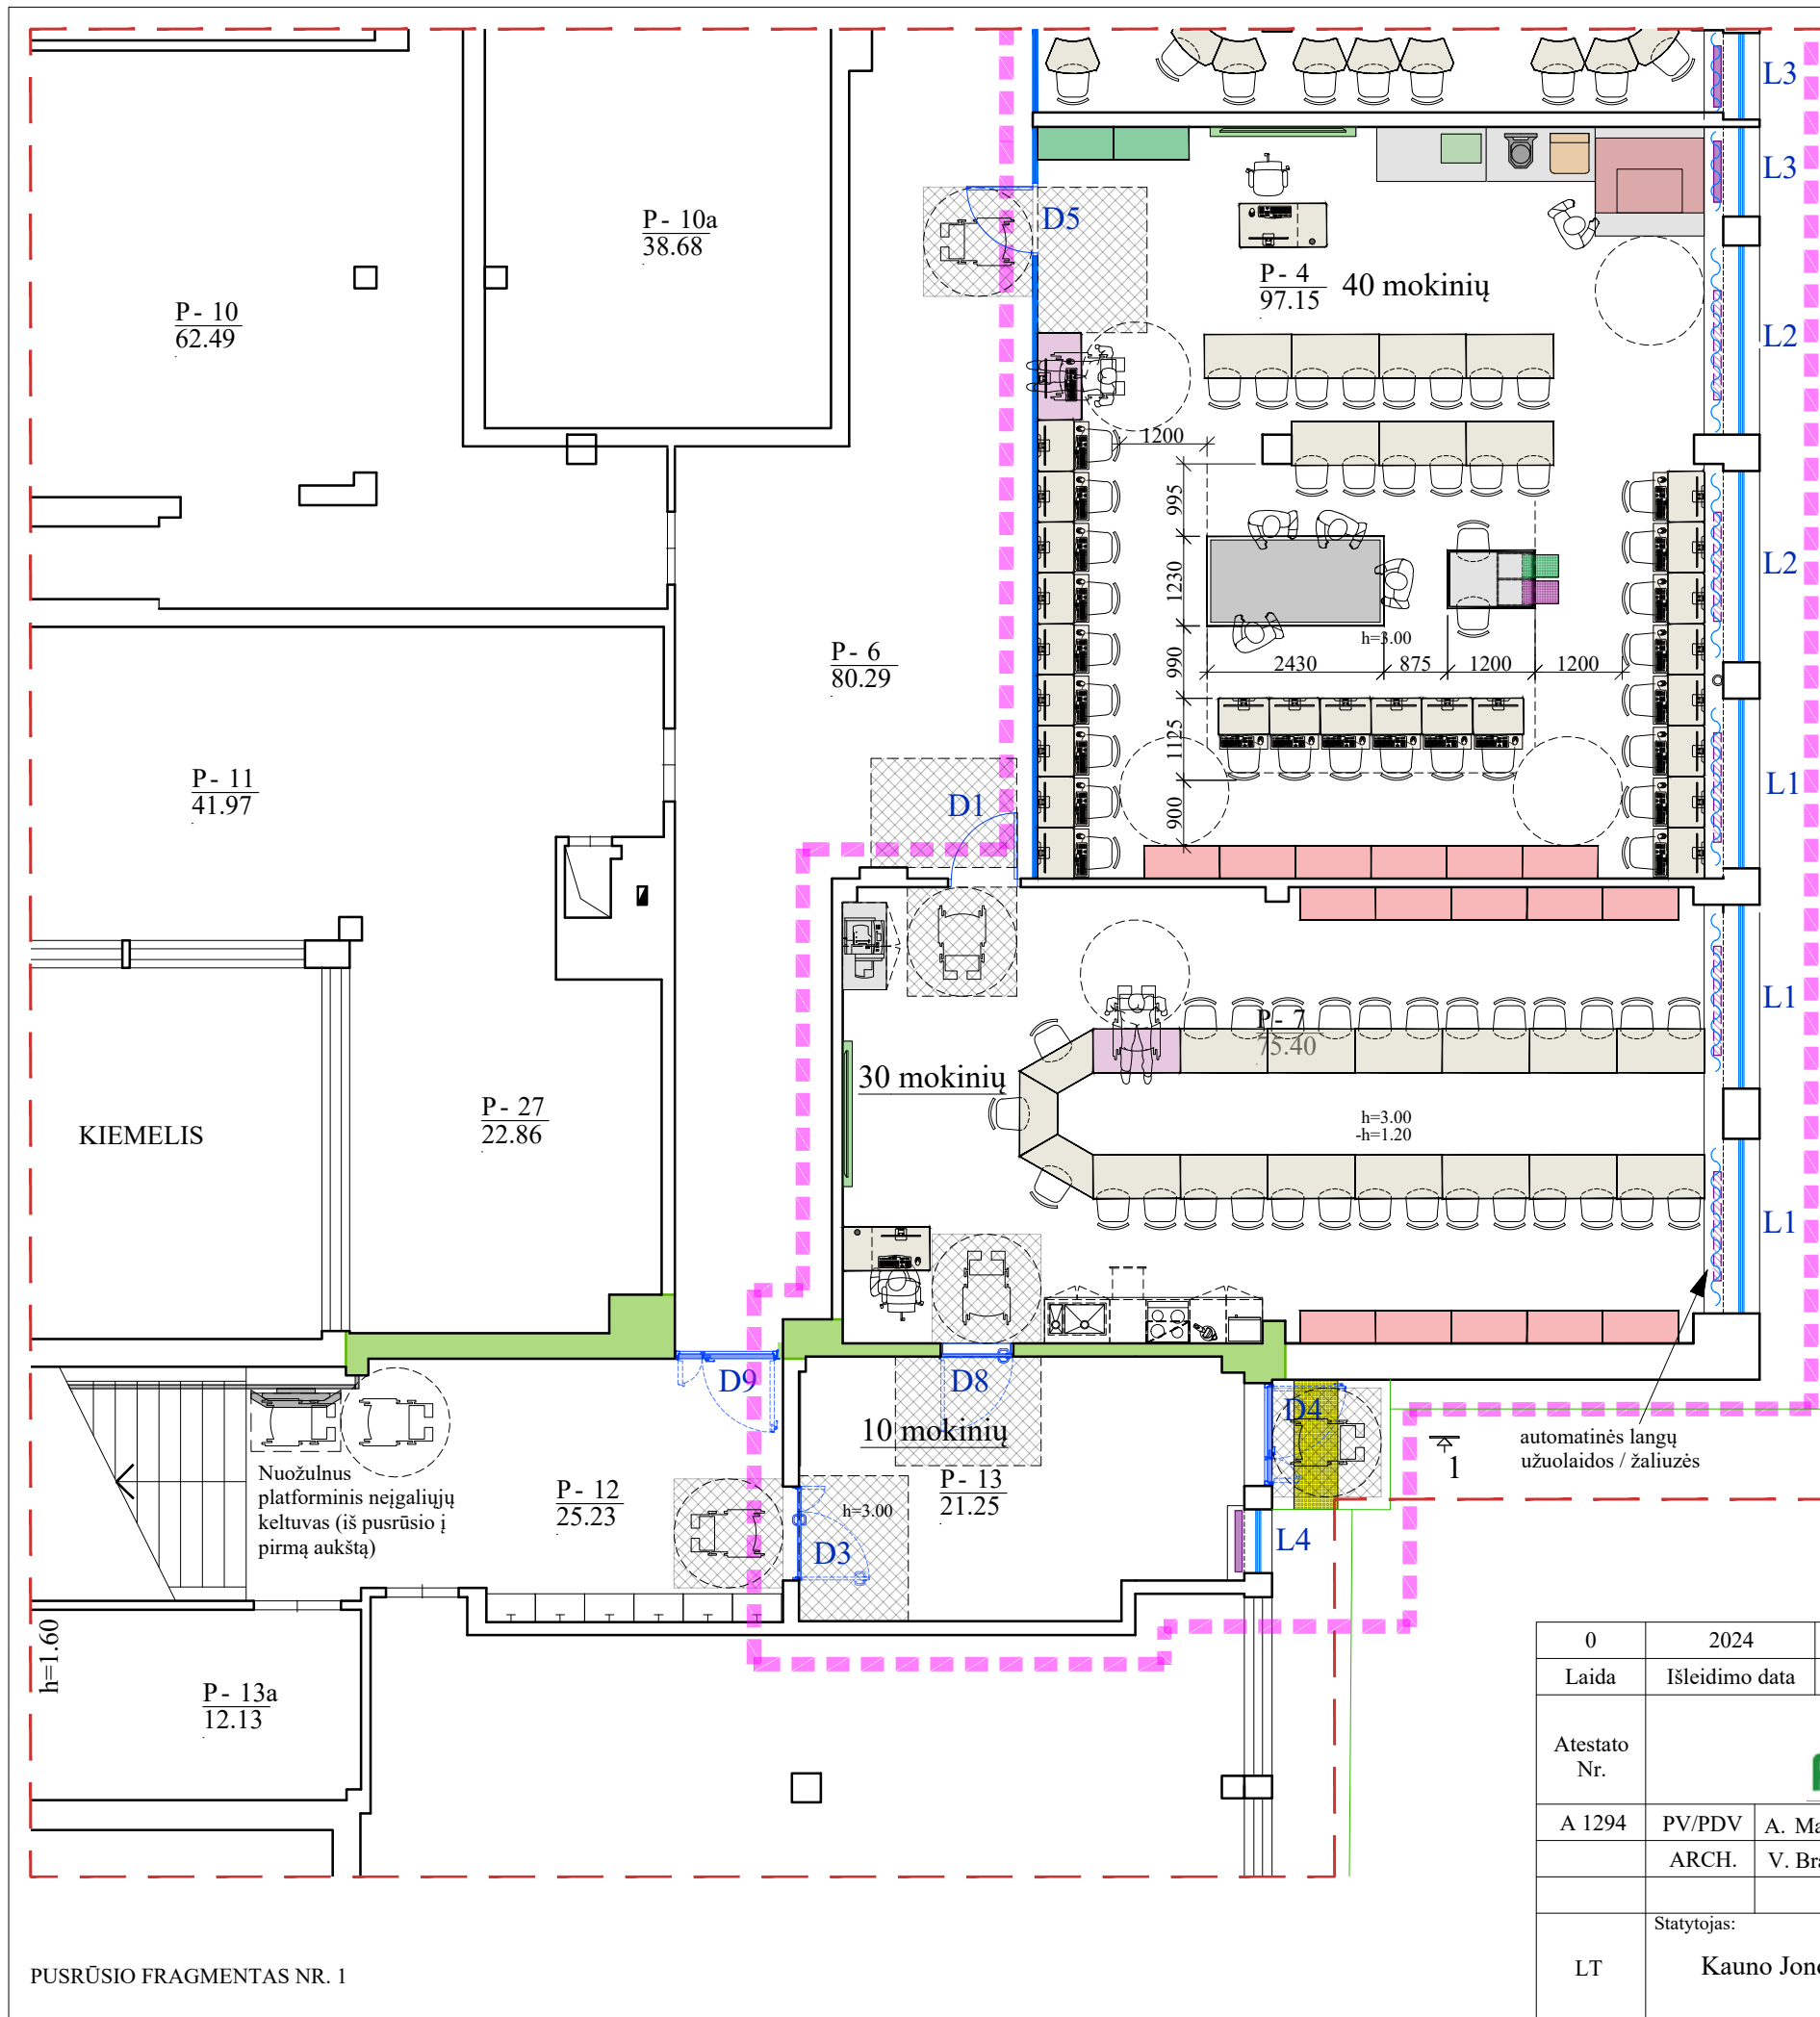 L3
L3
D5
P- 10a
38.68
P- 4
97.15
40 mokinių
P- 10
62.49
L2
1200
995
1230
990
1125
900
L2
h=3.00
2430
875
1200
1200
P- 6
80.29
P- 11
41.97
D1
L1
L1
P- 7
75.40
30 mokinių
P- 27
22.86
KIEMELIS
h=3.00
-h=1.20
L1
D9
D8
D4
10 mokinių
automatinės langų
užuolaidos / žaliuzės
1
Nuožulnus
platforminis neįgaliųjų
keltuvas (iš pusrūsio į
pirmą aukštą)
P- 12
25.23
P- 13
21.25
h=3.00
D3
L4
h=1.60
P- 13a
12.13
0 2024
Laida Išleidimo data
Atestato
Nr.
A 1294 PV/PDV A. Ma
ARCH. V. Bra
Statytojas:
LT Kauno Jono
PUSRŪSIO FRAGMENTAS NR. 1